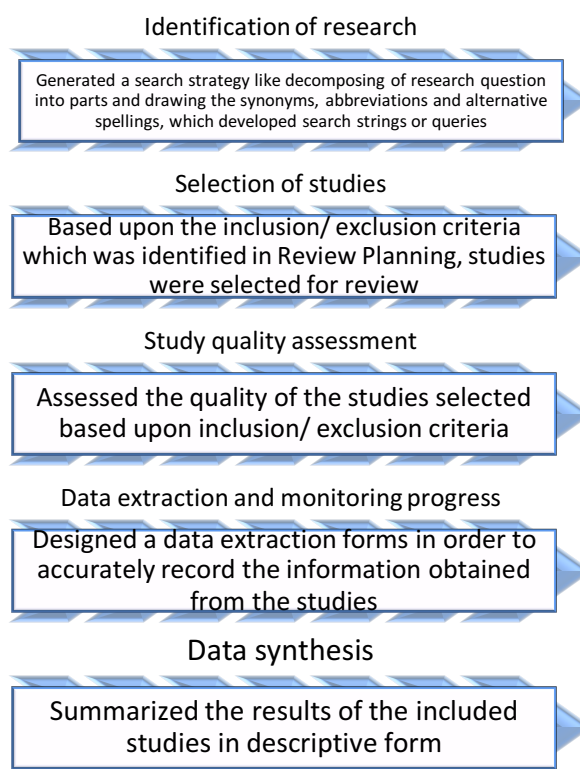 Identification of research
Generated a search strategy like decomposing of research question
into parts and drawing the synonyms, abbreviations and alternative
spellings, which developed search strings or queries
Selection of studies
Based upon the inclusion/ exclusion criteria
which was identified in Review Planning, studies
were selected for review
Study quality assessment
Assessed the quality of the studies selected
based upon inclusion/ exclusion criteria
Data extraction and monitoring progress
Designed a data extraction forms in order to
accurately record the information obtained
from the studies
Data synthesis
Summarized the results of the included
studies in descriptive form